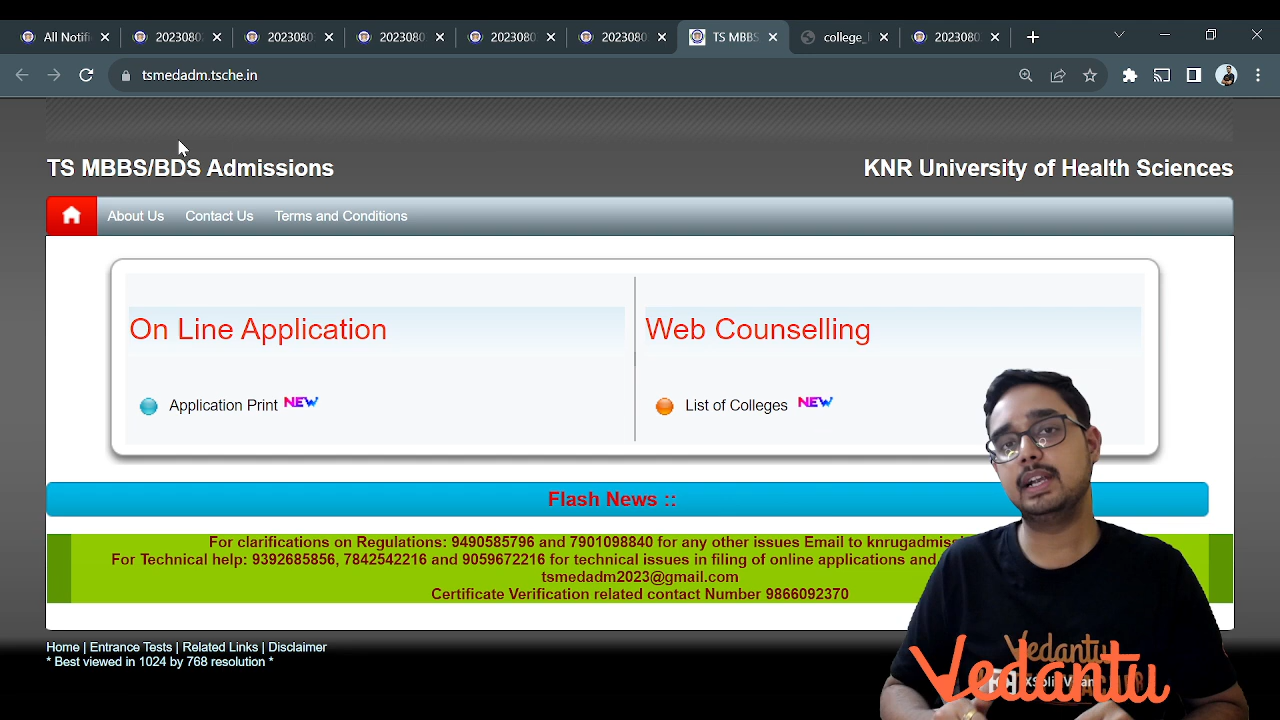 All Notifi
2023080
2023080
2023080
2023080
2023080
TS MBBS
college_l
2023080
tsmedadm.tsche.in
TS MBBS/BDS Admissions
KNR University of Health Sciences
About Us
Contact Us
Terms and Conditions
On Line Application
Web Counselling
Application Print NEW
List of Colleges NEW
Flash News ::
For clarifications on Regulations: 9490585796 and 7901098840 for any other issues Email to
For Technical help: 9392685856, 7842542216 and 9059672216 for technical issues in filing of online applications and
tsmedadm2023@gmail.com
Certificate Verification related contact Number 9866092370
Home | Entrance Tests | Related Links | Disclaimer
* Best viewed in 1024 by 768 resolution *
Vedantu
Vedantu